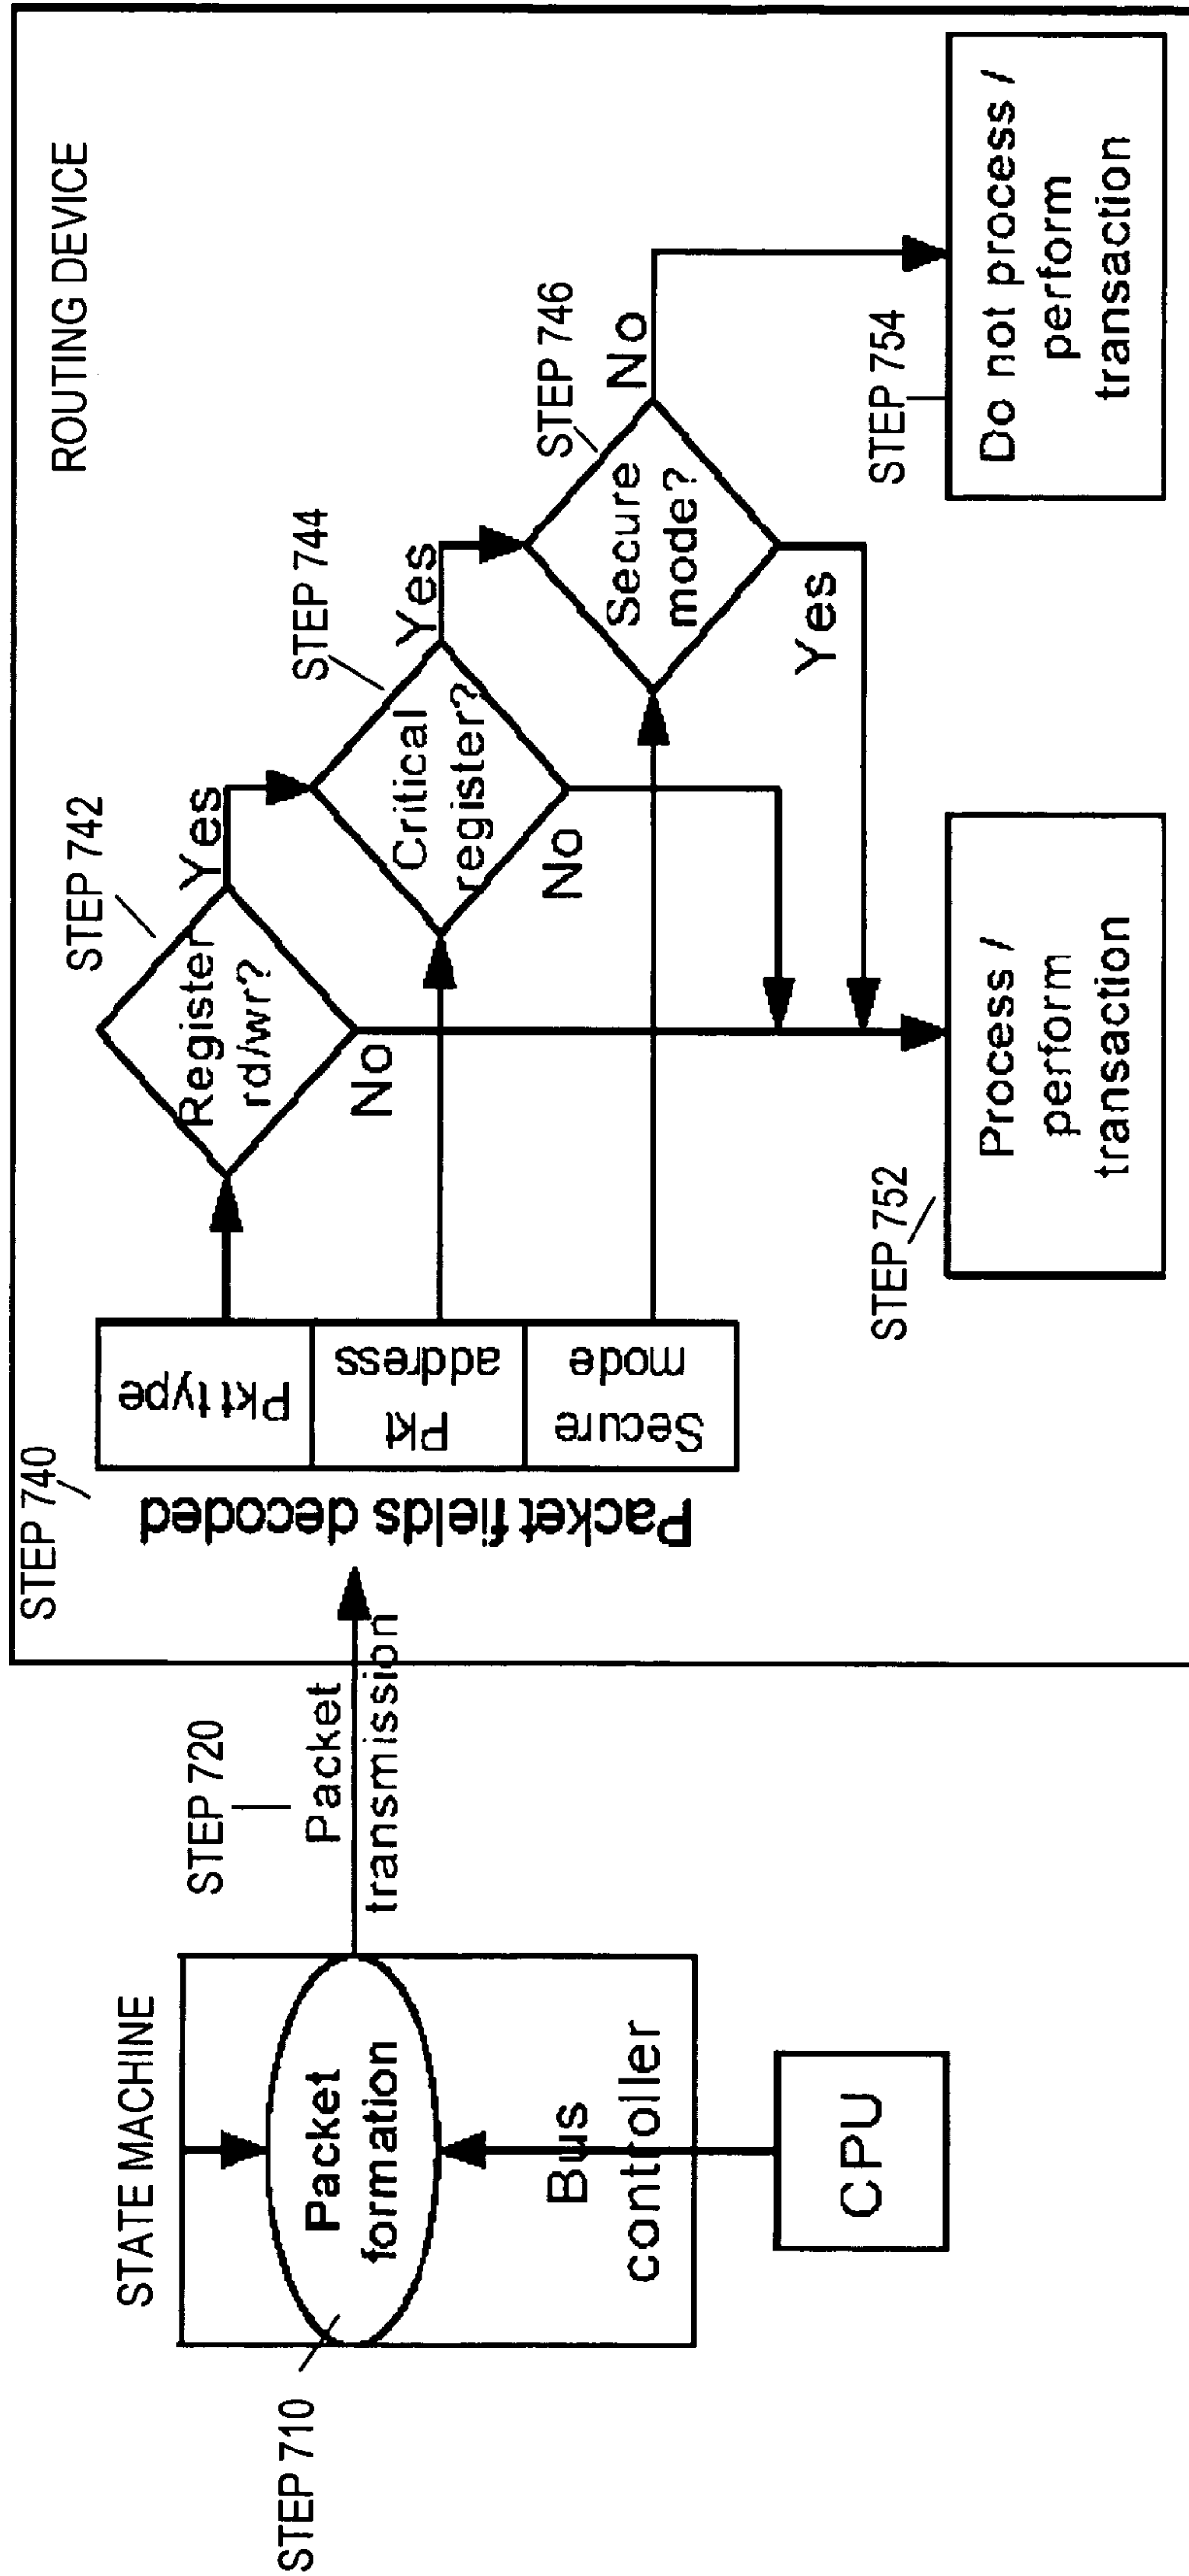 STATE MACHINE
STEP 710
Packet
formation
Bus
controller
CPU
STEP 720
Packet
transmission
ROUTING DEVICE
STEP 740
Packet fields decoded
Pkt type
Pkt
address
Secure
mode
STEP 742
Register
rd/wr?
Yes
No
STEP 744
Critical
register?
Yes
No
STEP 746
Secure
mode?
No
Yes
STEP 752
Process /
perform
transaction
STEP 754
Do not process /
perform
transaction